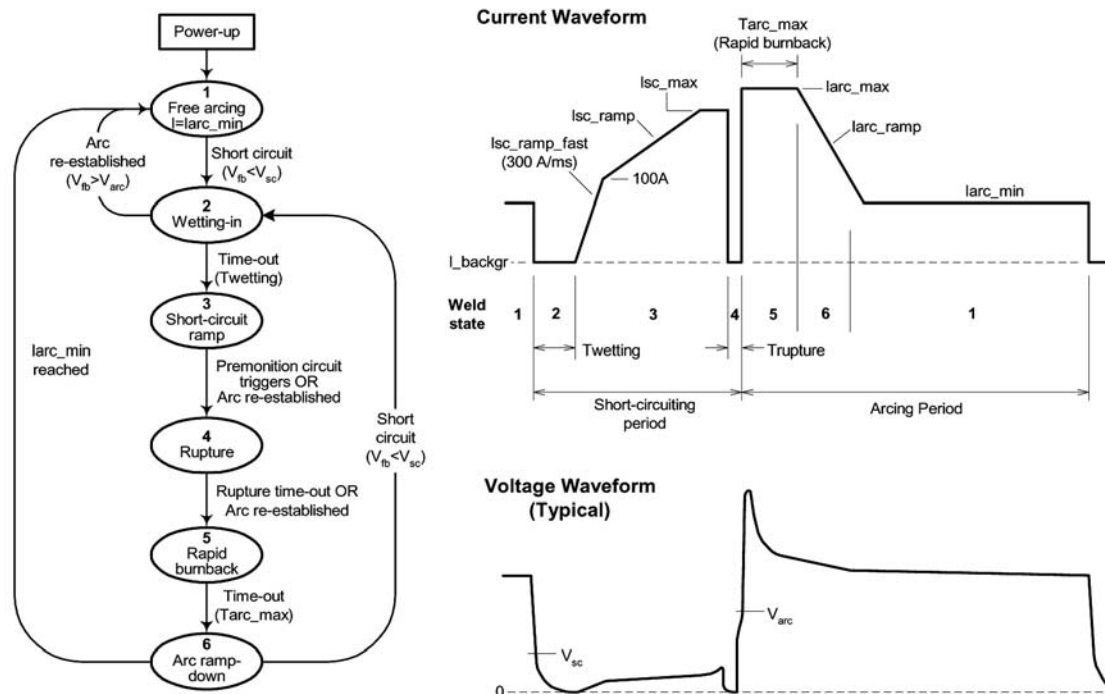 Power-up
1
Free arcing
I=Iarc_min
Arc
re-established
(Vfb>Varc)
Short circuit
(Vfb<Vsc)
2
Wetting-in
Time-out
(Twetting)
3
Short-circuit
ramp
Iarc_min
reached
Premonition circuit
triggers OR
Arc re-established
4
Rupture
Short
circuit
(Vfb<Vsc)
Rupture time-out OR
Arc re-established
5
Rapid
burnback
Time-out
(Tarc_max)
6
Arc ramp-
down
Current Waveform
Tarc_max
(Rapid burnback)
Isc_max
Iarc_max
Isc_ramp
Iarc_ramp
Isc_ramp_fast
(300 A/ms)
100A
Iarc_min
I_backgr
Weld
state
1 2 3 4 5 6 1
Twetting
Trupture
Short-circuiting
period
Arcing Period
Voltage Waveform
(Typical)
Varc
Vsc
0